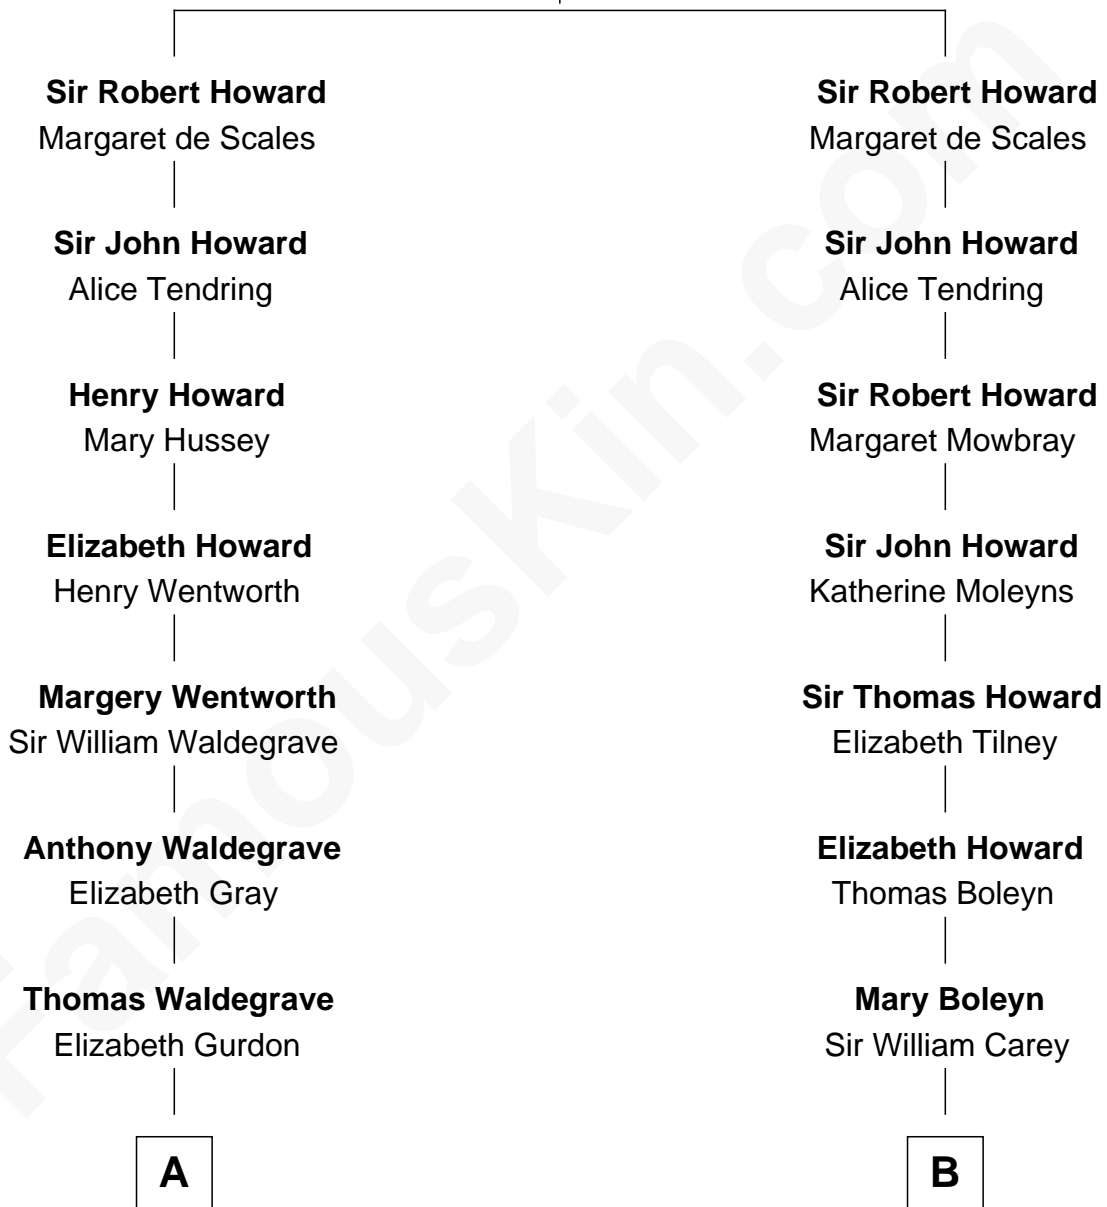 Sir Robert Howard
Margaret de Scales
Sir John Howard
Alice Tendring
Henry Howard
Mary Hussey
Elizabeth Howard
Henry Wentworth
Margery Wentworth
Sir William Waldegrave
Anthony Waldegrave
Elizabeth Gray
Thomas Waldegrave
Elizabeth Gurdon
A
Sir Robert Howard
Margaret de Scales
Sir John Howard
Alice Tendring
Sir Robert Howard
Margaret Mowbray
Sir John Howard
Katherine Moleyns
Sir Thomas Howard
Elizabeth Tilney
Elizabeth Howard
Thomas Boleyn
Mary Boleyn
Sir William Carey
B
FamousKin.com